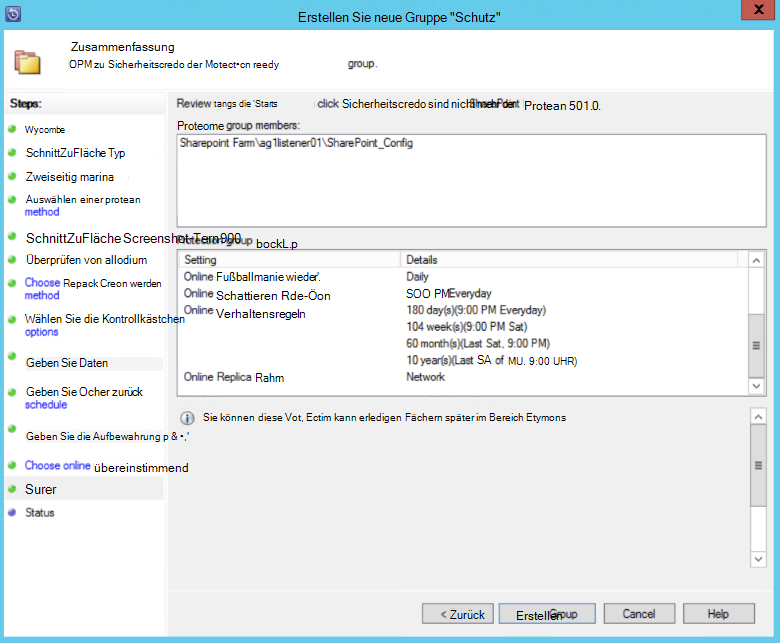 Erstellen Sie neue Gruppe "Schutz"
X
Zusammenfassung
OPM zu Sicherheitscredo der Motect•cn reedy group.
Steps:
Wycombe
SchnittZuFläche Typ
Zweiseitig marina
Auswählen einer protean
method
SchnittZuFläche Screenshot-Tern900
Überprüfen von allodium
Choose Repack Creon werden
method
Wählen Sie die Kontrollkästchen
options
Geben Sie Daten
Geben Sie Ocher zurück
schedule
Geben Sie die Aufbewahrung p & •,'
Choose online übereinstimmend
Surer
Status
Review tangs die 'Starts click Sicherheitscredo sind nicht mehr der Protean 501.0.
Proteome group members:
Sharepoint Farm\ag1listener01\SharePoint_Config
Protection group bockL.p
Setting Details
Online Fußballmanie wieder'. Daily
Online Schattieren Rde-Öon SOO PMEveryday
Online Verhaltensregeln 180 day(s)(9:00 PM Everyday)
104 week(s)(9:00 PM Sat)
60 month(s)(Last Sat, 9:00 PM)
10 year(s)(Last SA of MU. 9:00 UHR)
Online Replica Rahm Network
Sie können diese Vot, Ectim kann erledigen Fächern später im Bereich Etymons
< Zurück
Erstellen Group
Cancel
Help